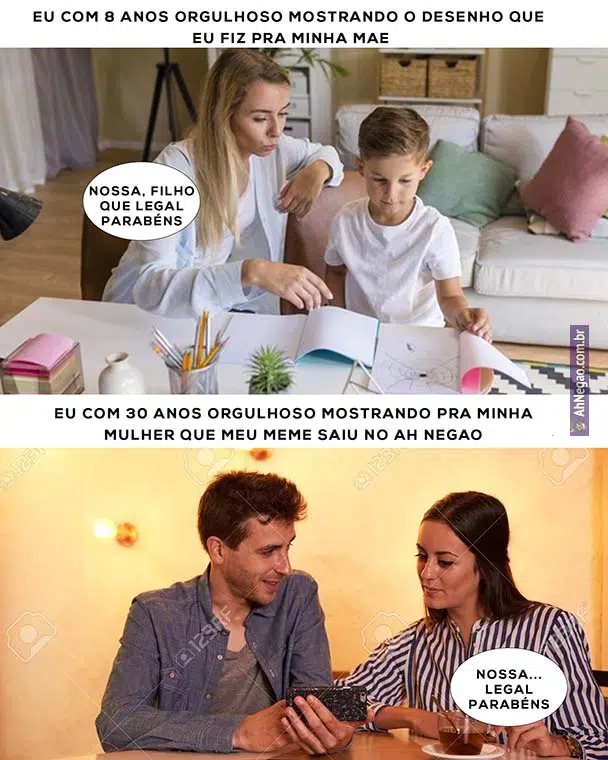 EU COM 8 ANOS ORGULHOSO MOSTRANDO O DESENHO QUE
EU FIZ PRA MINHA MAE
NOSSA, FILHO
QUE LEGAL
PARABÉNS
AhNegao.com.br
EU COM 30 ANOS ORGULHOSO MOSTRANDO PRA MINHA
MULHER QUE MEU MEME SAIU NO AH NEGAO
123RF
NOSSA...
LEGAL
PARABÉNS